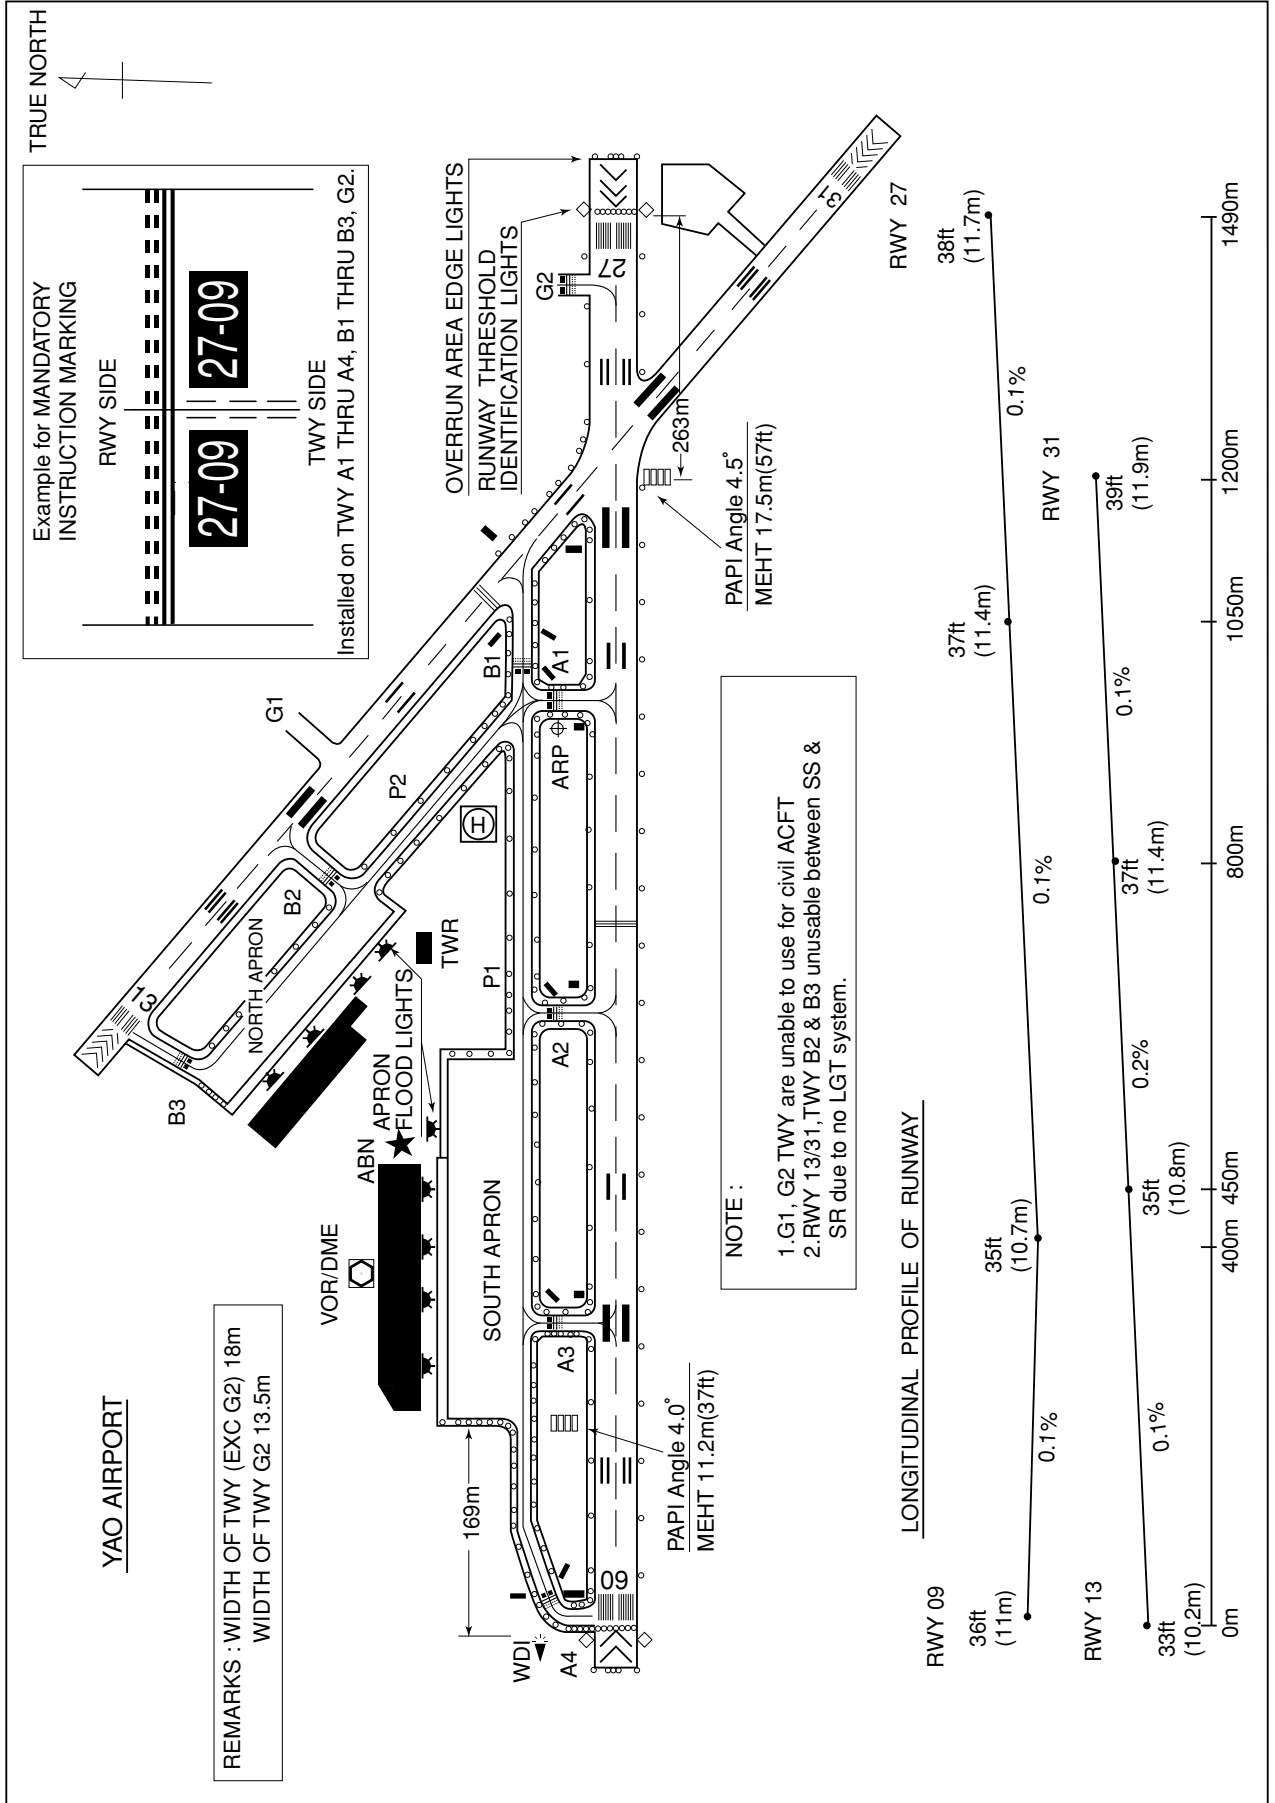 YAO AIRPORT
REMARKS : WIDTH OF TWY (EXC G2) 18m
WIDTH OF TWY G2 13.5m
TRUE NORTH
Example for MANDATORY
INSTRUCTION MARKING
RWY SIDE
27-09
27-09
TWY SIDE
Installed on TWY A1 THRU A4, B1 THRU B3, G2.
VOR/DME
ABN
APRON
FLOOD LIGHTS
TWR
B3
NORTH APRON
13
B2
P2
G1
H
P1
B1
SOUTH APRON
OVERRUN AREA EDGE LIGHTS
RUNWAY THRESHOLD
IDENTIFICATION LIGHTS
G2
169m
WDI
A4
A3
A2
ARP
A1
09
27
31
263m
PAPI Angle 4.0°
MEHT 11.2m(37ft)
PAPI Angle 4.5°
MEHT 17.5m(57ft)
NOTE :
1.G1, G2 TWY are unable to use for civil ACFT
2.RWY 13/31,TWY B2 & B3 unusable between SS &
SR due to no LGT system.
LONGITUDINAL PROFILE OF RUNWAY
RWY 09
36ft
(11m)
0.1%
35ft
(10.7m)
0.1%
37ft
(11.4m)
0.1%
38ft
(11.7m)
RWY 27
RWY 13
33ft
(10.2m)
0.1%
35ft
(10.8m)
0.2%
37ft
(11.4m)
0.1%
39ft
(11.9m)
RWY 31
0m
400m
450m
800m
1050m
1200m
1490m